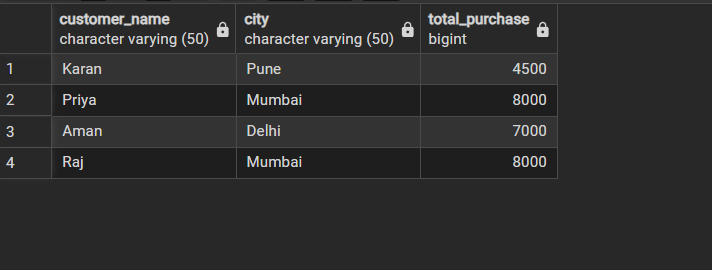 customer_name city total_purchase
character varying (50) character varying (50) bigint
1 Karan Pune 4500
2 Priya Mumbai 8000
3 Aman Delhi 7000
4 Raj Mumbai 8000